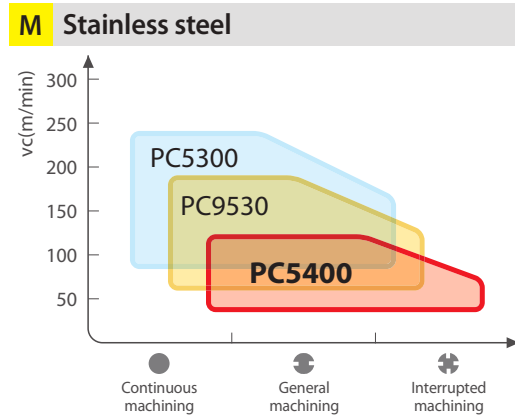 M Stainless steel
vc(m/min)
300
250
200
150
100
50
PC5300
PC9530
PC5400
Continuous
machining
General
machining
Interrupted
machining